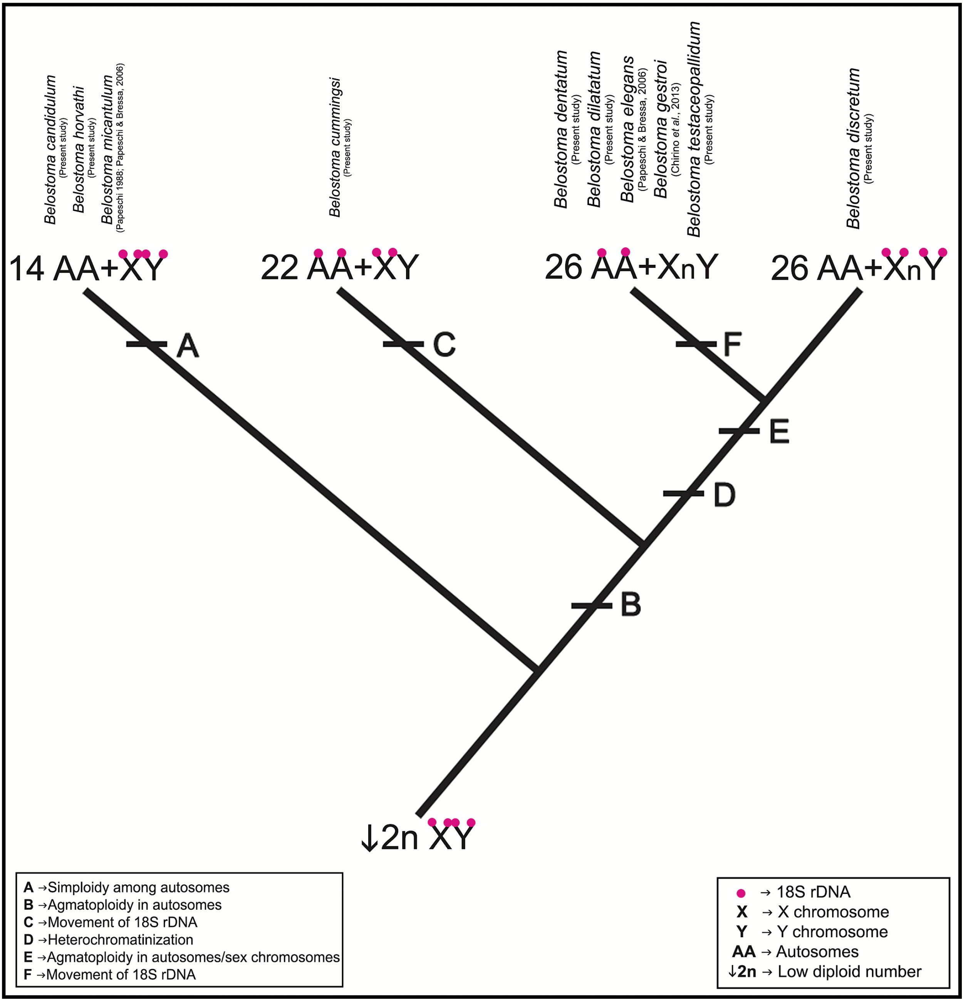 Belostoma candidulum
(Present study)
Belostoma horvathi
(Present study)
Belostoma micantulum
(Papeschi 1988; Papeschi & Bressa, 2006)
Belostoma cummingsi
(Present study)
Belostoma dentatum
(Present study)
Belostoma dilatatum
(Present study)
Belostoma elegans
(Papeschi & Bressa, 2006)
Belostoma gestroi
(Chirino et al., 2013)
Belostoma testaceopallidum
(Present study)
Belostoma discretum
(Present study)
14 AA+XY
22 AA+XY
26 AA+XnY
26 AA+XnY
A
C
F
E
D
B
↓2n XY
A →Simploidy among autosomes
B →Agmatoploidy in autosomes
C →Movement of 18S rDNA
D →Heterochromatinization
E →Agmatoploidy in autosomes/sex chromosomes
F →Movement of 18S rDNA
→ 18S rDNA
X → X chromosome
Y → Y chromosome
AA → Autosomes
↓2n → Low diploid number